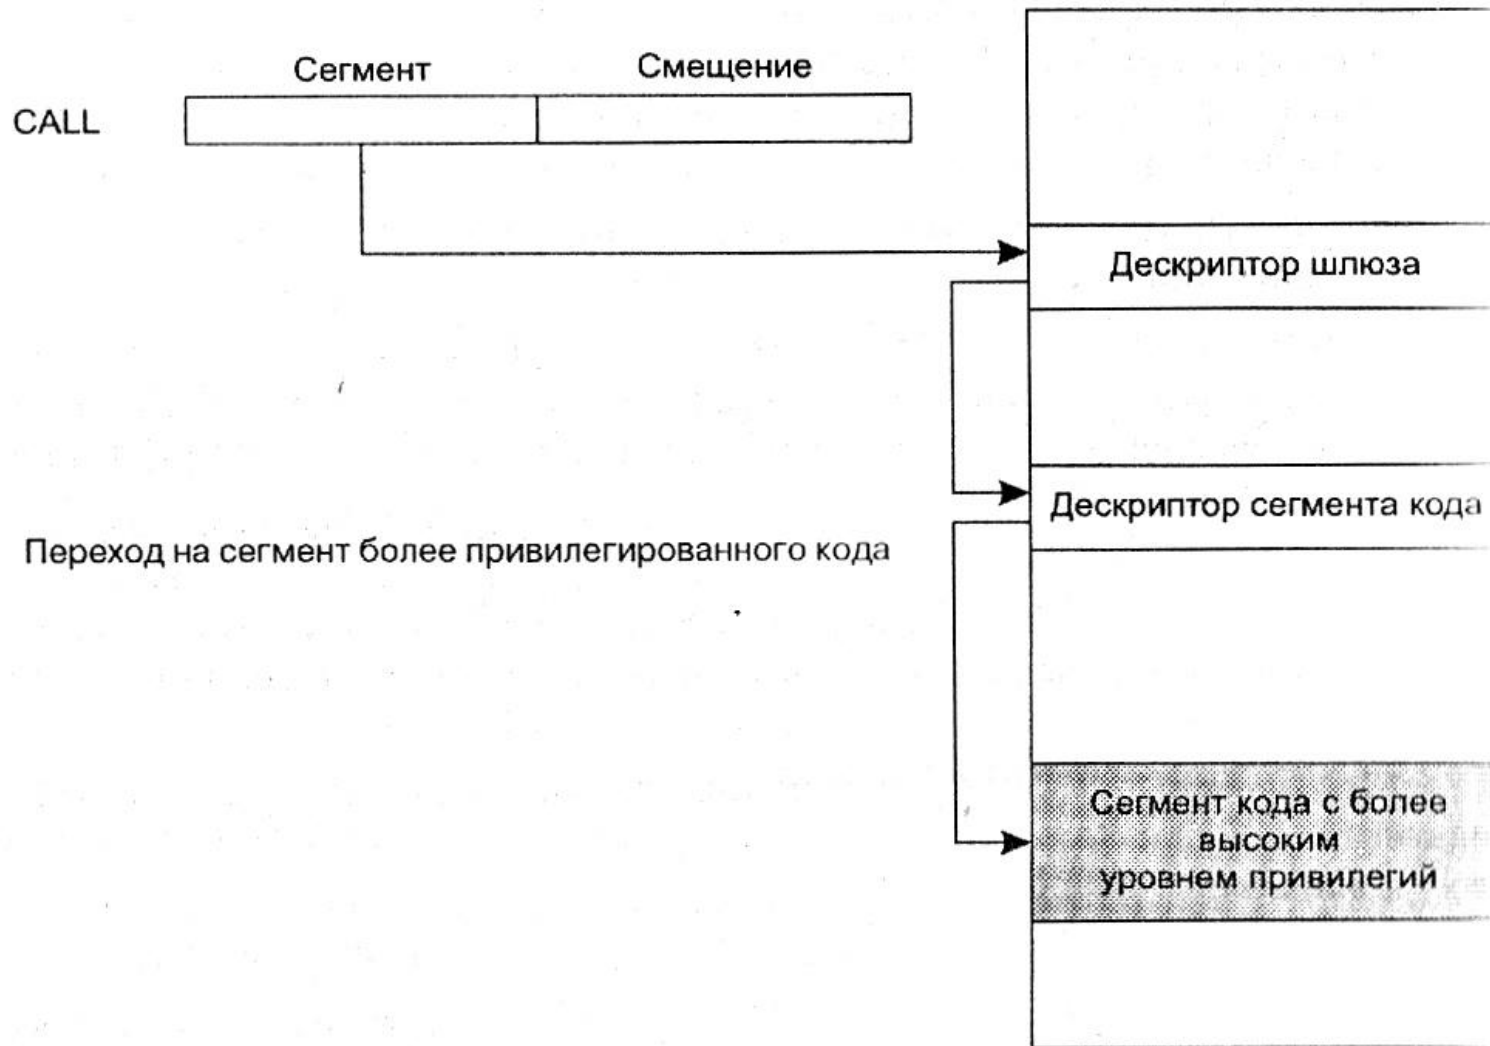 Сегмент
Смещение
CALL
Дескриптор шлюза
Дескриптор сегмента кода
Переход на сегмент более привилегированного кода
Сегмент кода с более
высоким
уровнем привилегий